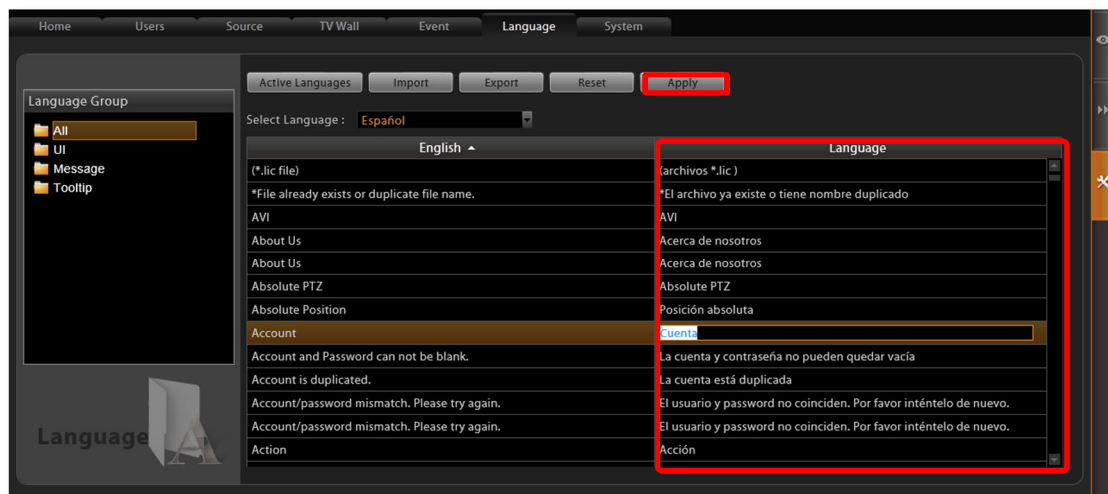 Home Users Source TV Wall Event Language System
Active Languages Import Export Reset Apply
Language Group
Select Language : Español
All
UI
Message
Tooltip
English Language
(*.lic file) (archivos *.lic )
*File already exists or duplicate file name. *El archivo ya existe o tiene nombre duplicado
AVI AVI
About Us Acerca de nosotros
About Us Acerca de nosotros
Absolute PTZ Absolute PTZ
Absolute Position Posición absoluta
Account Cuenta
Account and Password can not be blank. La cuenta y contraseña no pueden quedar vacía
Account is duplicated. La cuenta está duplicada
Account/password mismatch. Please try again. El usuario y password no coinciden. Por favor inténtelo de nuevo.
Account/password mismatch. Please try again. El usuario y password no coinciden. Por favor inténtelo de nuevo.
Action Acción
Language A